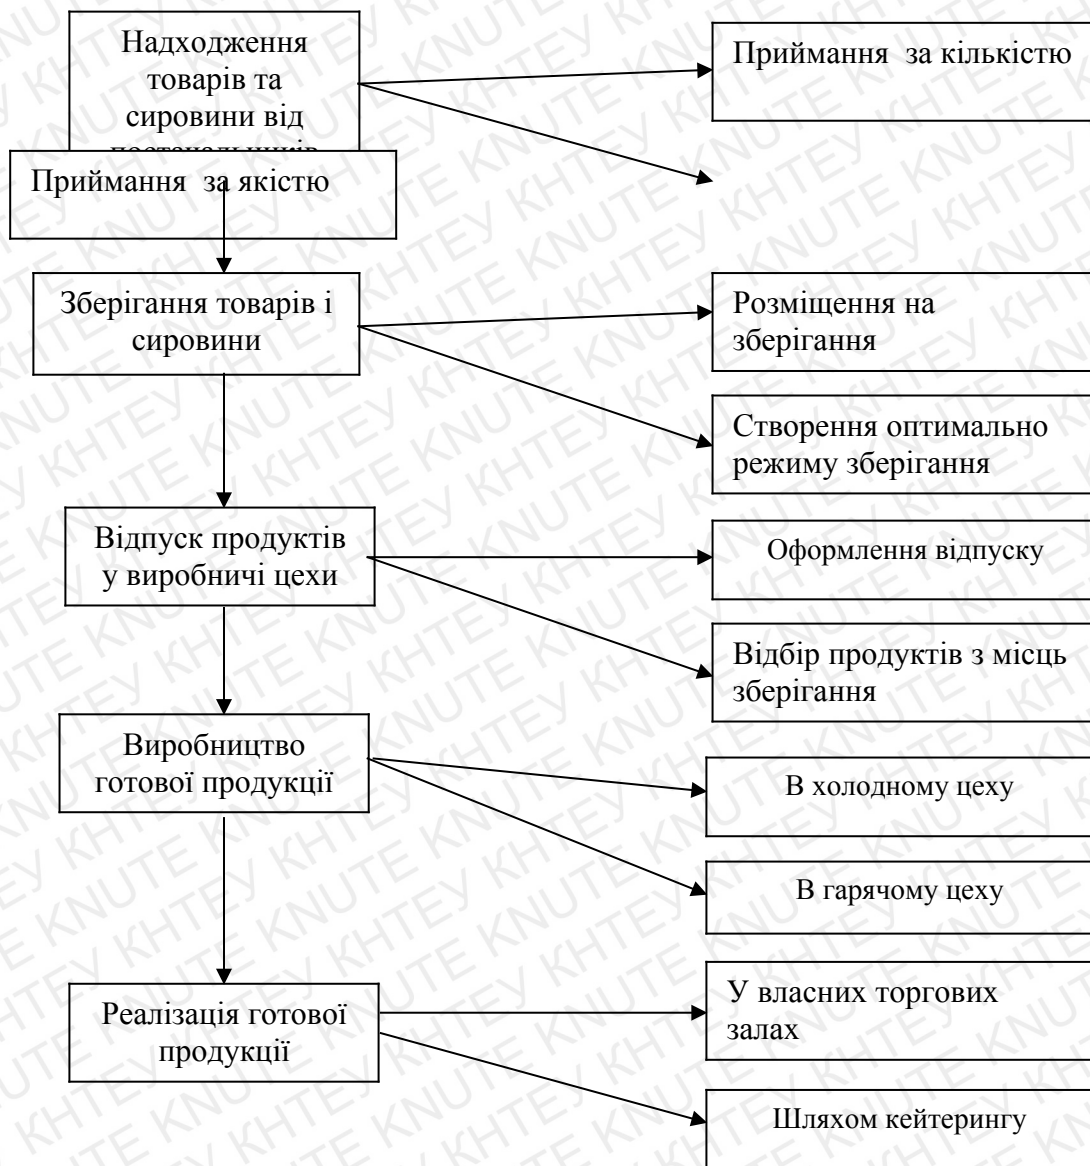 Надходження
товарів та
сировини від
Приймання за кількістю
Приймання за якістю
Зберігання товарів і
сировини
Розміщення на
зберігання
Створення оптимально
режиму зберігання
Відпуск продуктів
у виробничі цехи
Оформлення відпуску
Відбір продуктів з місць
зберігання
Виробництво
готової продукції
В холодному цеху
В гарячому цеху
Реалізація готової
продукції
У власних торгових
залах
Шляхом кейтерингу